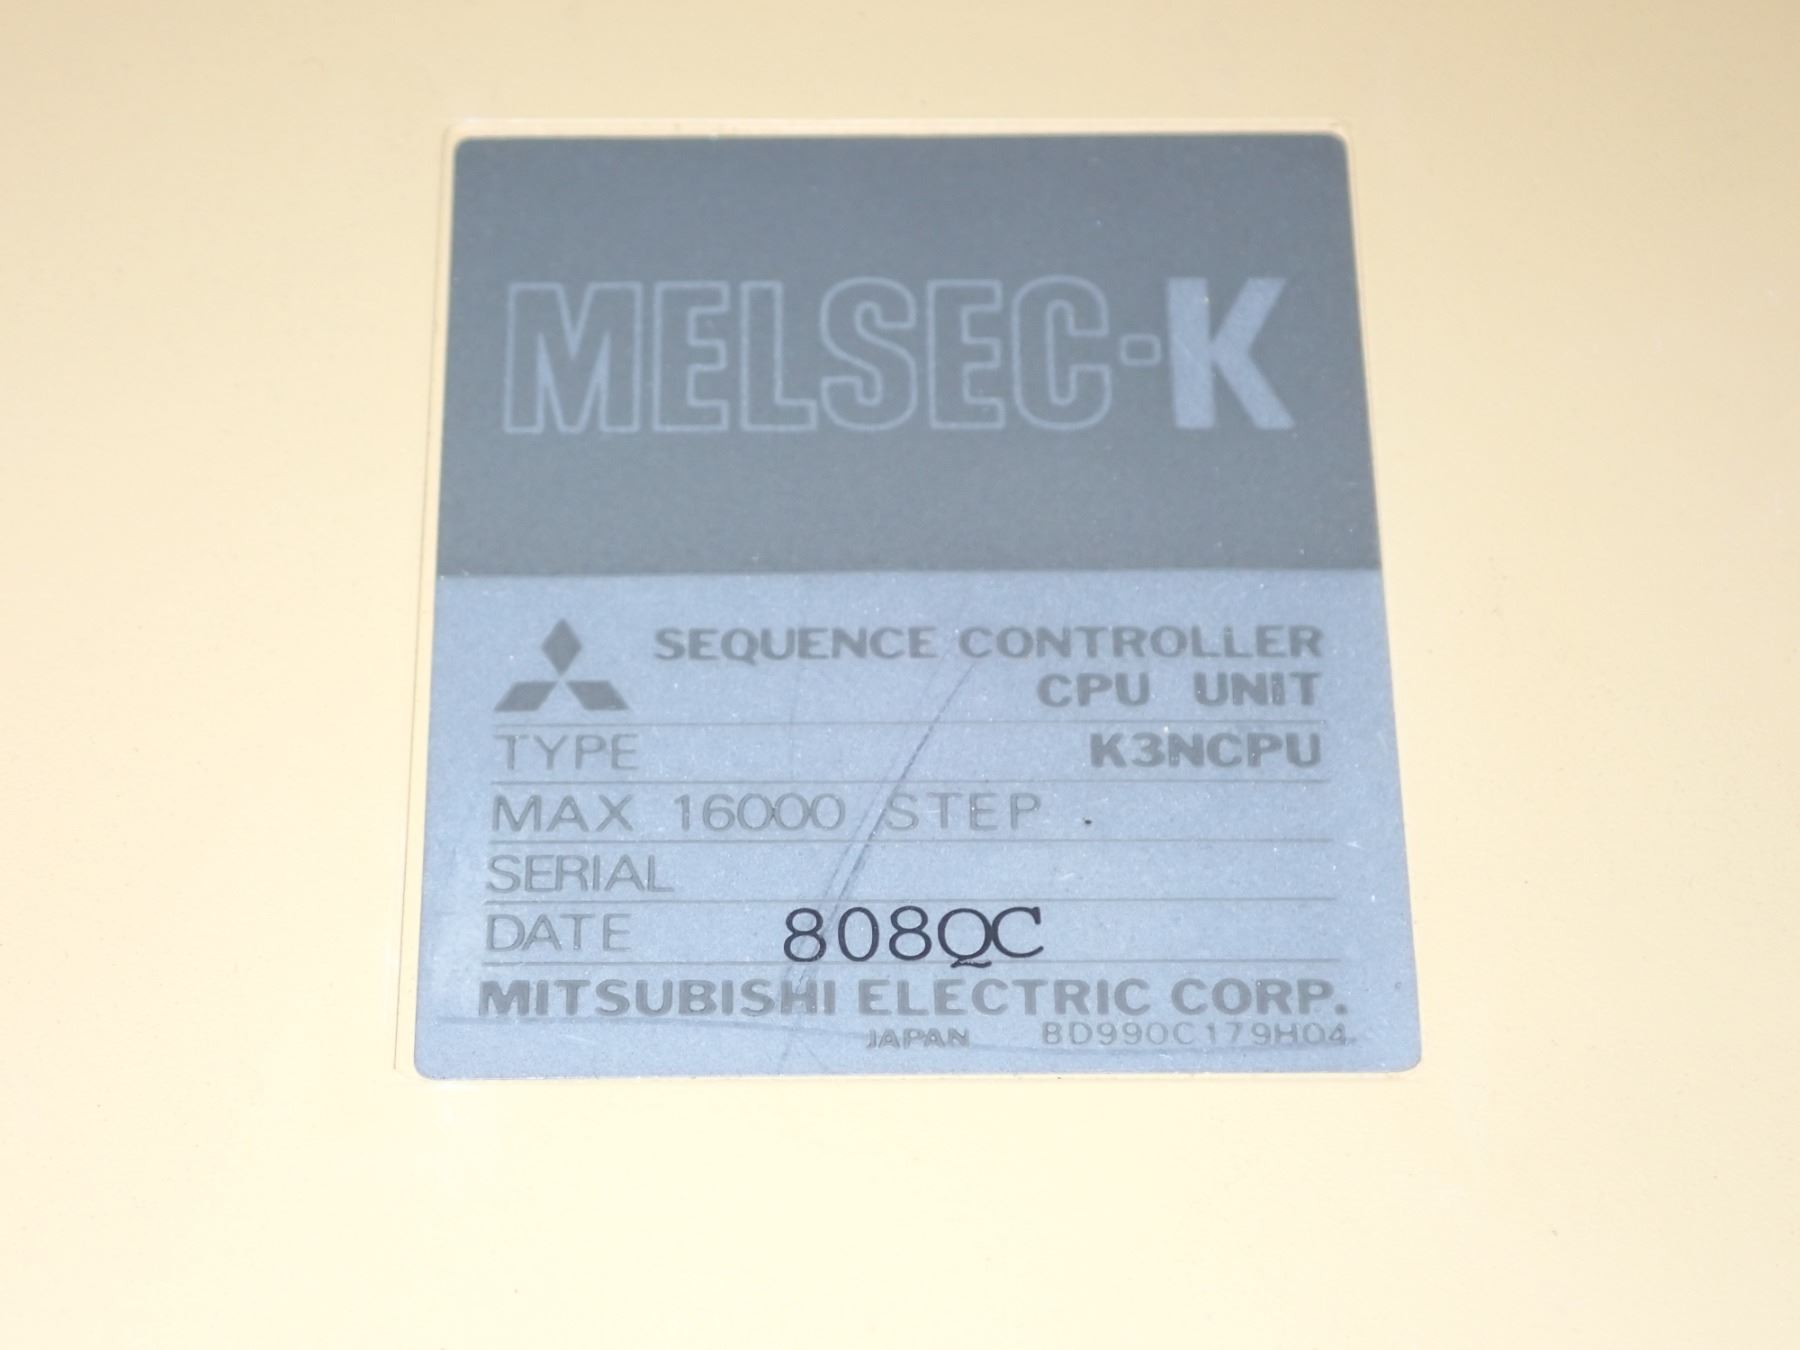 MELSEC-K
SEQUENCE CONTROLLER
CPU UNIT
TYPE K3NCPU
MAX 16000 STEP
SERIAL
DATE 808QC
MITSUBISHI ELECTRIC CORP.
JAPAN BD990C179H04